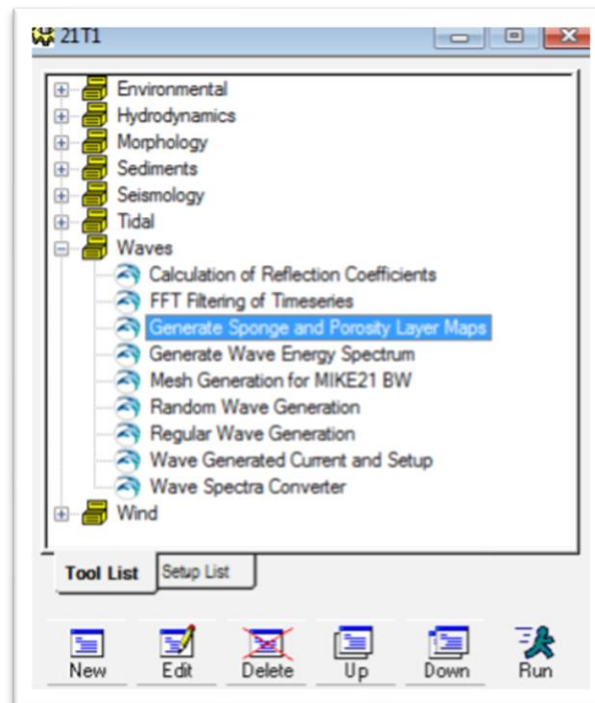 21T1
Environmental
Hydrodynamics
Morphology
Sediments
Seismology
Tidal
Waves
Calculation of Reflection Coefficients
FFT Filtering of Timeseries
Generate Sponge and Porosity Layer Maps
Generate Wave Energy Spectrum
Mesh Generation for MIKE21 BW
Random Wave Generation
Regular Wave Generation
Wave Generated Current and Setup
Wave Spectra Converter
Wind
Tool List Setup List
New Edit Delete Up Down Run